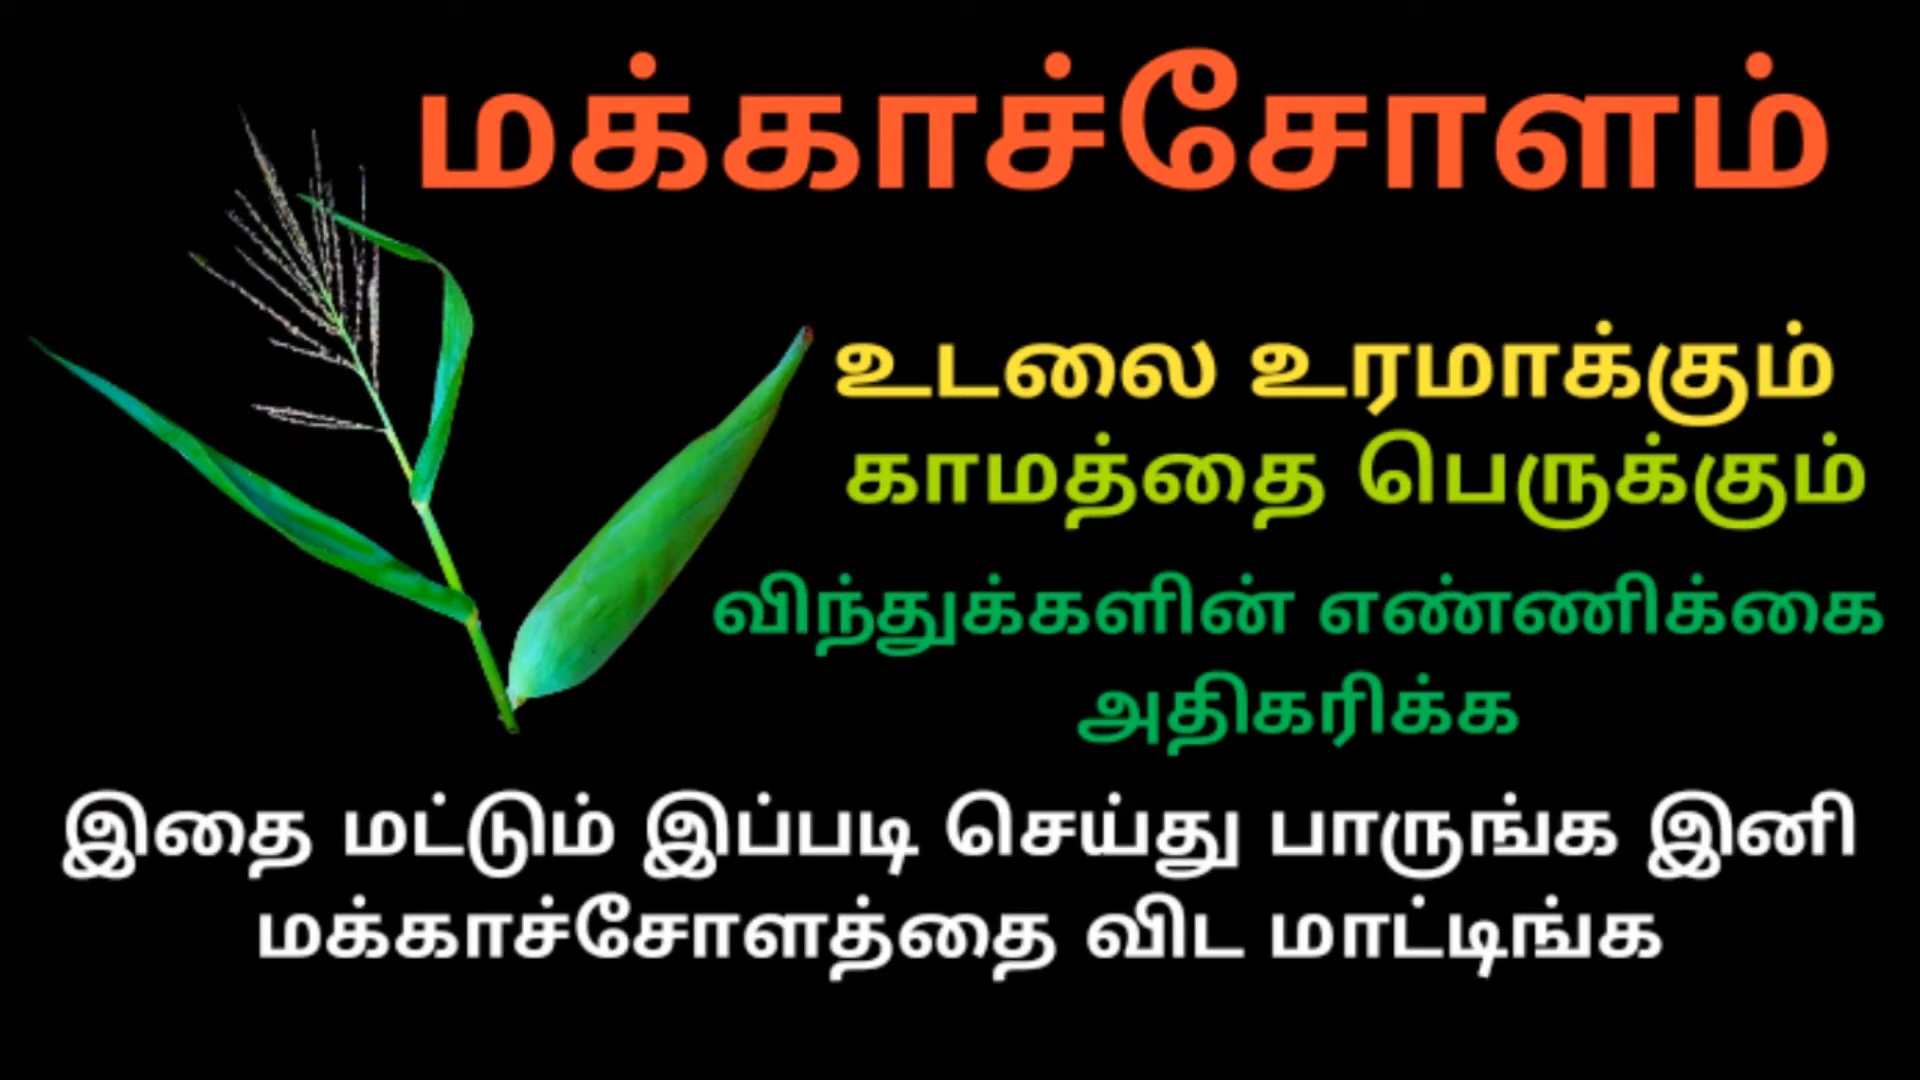 மக்காச்சோளம்
உடலை உரமாக்கும்
காமத்தை பெருக்கும்
விந்துக்களின் எண்ணிக்கை
அதிகரிக்க
இதை மட்டும் இப்படி செய்து பாருங்க இனி
மக்காச்சோளத்தை விட மாட்டிங்க